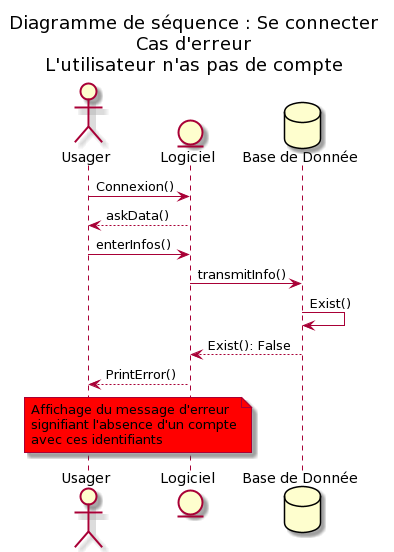 Diagramme de séquence : Se connecter
Cas d'erreur
L'utilisateur n'as pas de compte
Usager
Logiciel
Base de Donnée
Connexion()
askData()
enterInfos()
transmitInfo()
Exist()
Exist(): False
PrintError()
Affichage du message d'erreur
signifiant l'absence d'un compte
avec ces identifiants
Usager
Logiciel
Base de Donnée